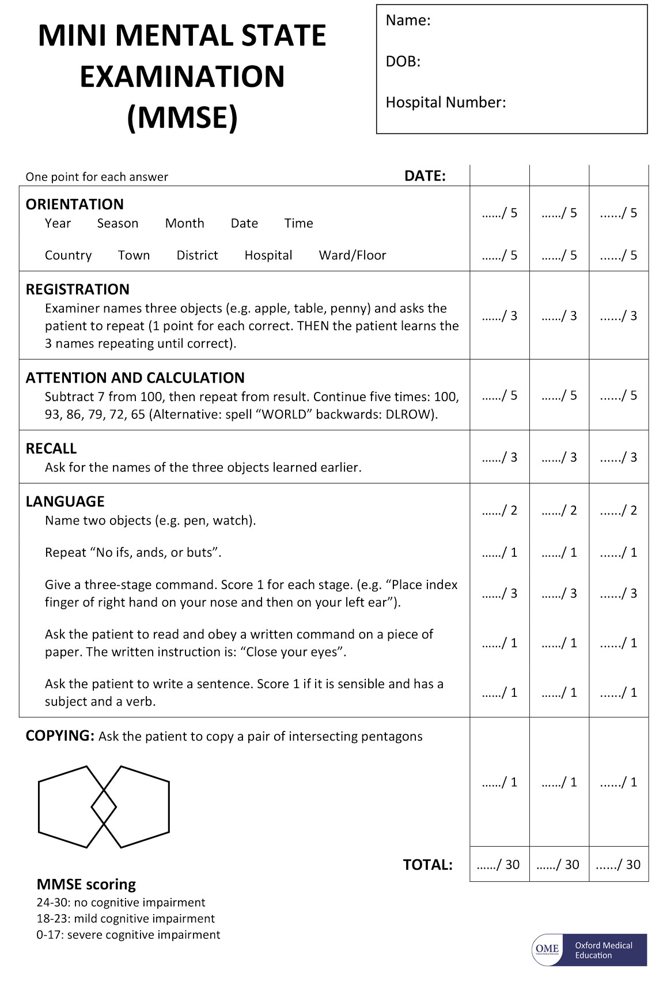 MINI MENTAL STATE
EXAMINATION
(MMSE)
Name:
DOB:
Hospital Number:
One point for each answer DATE:
ORIENTATION
Year Season Month Date Time
……/ 5 ……/ 5 ……/ 5
Country Town District Hospital Ward/Floor
……/ 5 ……/ 5 ……/ 5
REGISTRATION
Examiner names three objects (e.g. apple, table, penny) and asks the
patient to repeat (1 point for each correct. THEN the patient learns the
3 names repeating until correct).
……/ 3 ……/ 3 ……/ 3
ATTENTION AND CALCULATION
Subtract 7 from 100, then repeat from result. Continue five times: 100,
93, 86, 79, 72, 65 (Alternative: spell “WORLD” backwards: DLROW).
……/ 5 ……/ 5 ……/ 5
RECALL
Ask for the names of the three objects learned earlier.
……/ 3 ……/ 3 ……/ 3
LANGUAGE
Name two objects (e.g. pen, watch).
……/ 2 ……/ 2 ……/ 2
Repeat “No ifs, ands, or buts”.
……/ 1 ……/ 1 ……/ 1
Give a three-stage command. Score 1 for each stage. (e.g. “Place index
finger of right hand on your nose and then on your left ear”).
……/ 3 ……/ 3 ……/ 3
Ask the patient to read and obey a written command on a piece of
paper. The written instruction is: “Close your eyes”.
……/ 1 ……/ 1 ……/ 1
Ask the patient to write a sentence. Score 1 if it is sensible and has a
subject and a verb.
……/ 1 ……/ 1 ……/ 1
COPYING: Ask the patient to copy a pair of intersecting pentagons
……/ 1 ……/ 1 ……/ 1
TOTAL: ……/ 30 ……/ 30 ……/ 30
MMSE scoring
24-30: no cognitive impairment
18-23: mild cognitive impairment
0-17: severe cognitive impairment
OME
Oxford Medical Education
Oxford Medical
Education